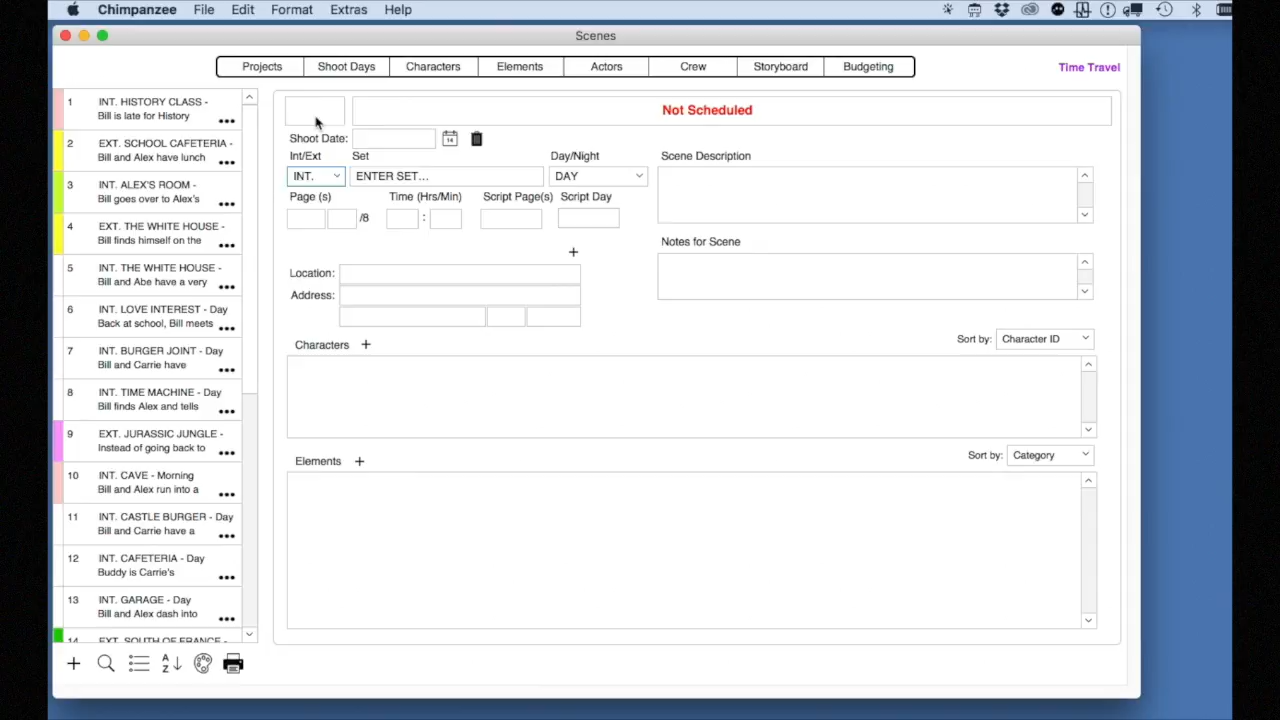 Chimpanzee File Edit Format Extras Help
Scenes
Projects Shoot Days Characters Elements Actors Crew Storyboard Budgeting Time Travel
1 INT. HISTORY CLASS -
Bill is late for History
2 EXT. SCHOOL CAFETERIA -
Bill and Alex have lunch
3 INT. ALEX'S ROOM -
Bill goes over to Alex's
4 EXT. THE WHITE HOUSE -
Bill finds himself on the
5 INT. THE WHITE HOUSE -
Bill and Abe have a very
6 INT. LOVE INTEREST - Day
Back at school, Bill meets
7 INT. BURGER JOINT - Day
Bill and Carrie have
8 INT. TIME MACHINE - Day
Bill finds Alex and tells
9 EXT. JURASSIC JUNGLE -
Instead of going back to
10 INT. CAVE - Morning
Bill and Alex run into a
11 INT. CASTLE BURGER - Day
Bill and Carrie have a
12 INT. CAFETERIA - Day
Buddy is Carrie's
13 INT. GARAGE - Day
Bill and Alex dash into
14 EXT. SOUTH OF FRANCE -
Not Scheduled
Shoot Date: 14
Int/Ext Set Day/Night
INT. ENTER SET... DAY
Page (s) Time (Hrs/Min) Script Page(s) Script Day
/8 :
Location:
Address:
Scene Description
Notes for Scene
Characters + Sort by: Character ID
Elements + Sort by: Category
A
Z